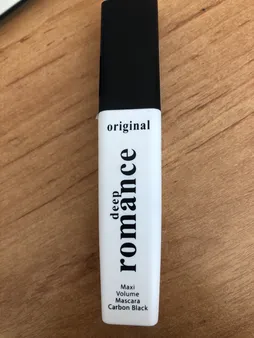 original
deep
romance
Maxi
Volume
Mascara
Carbon Black